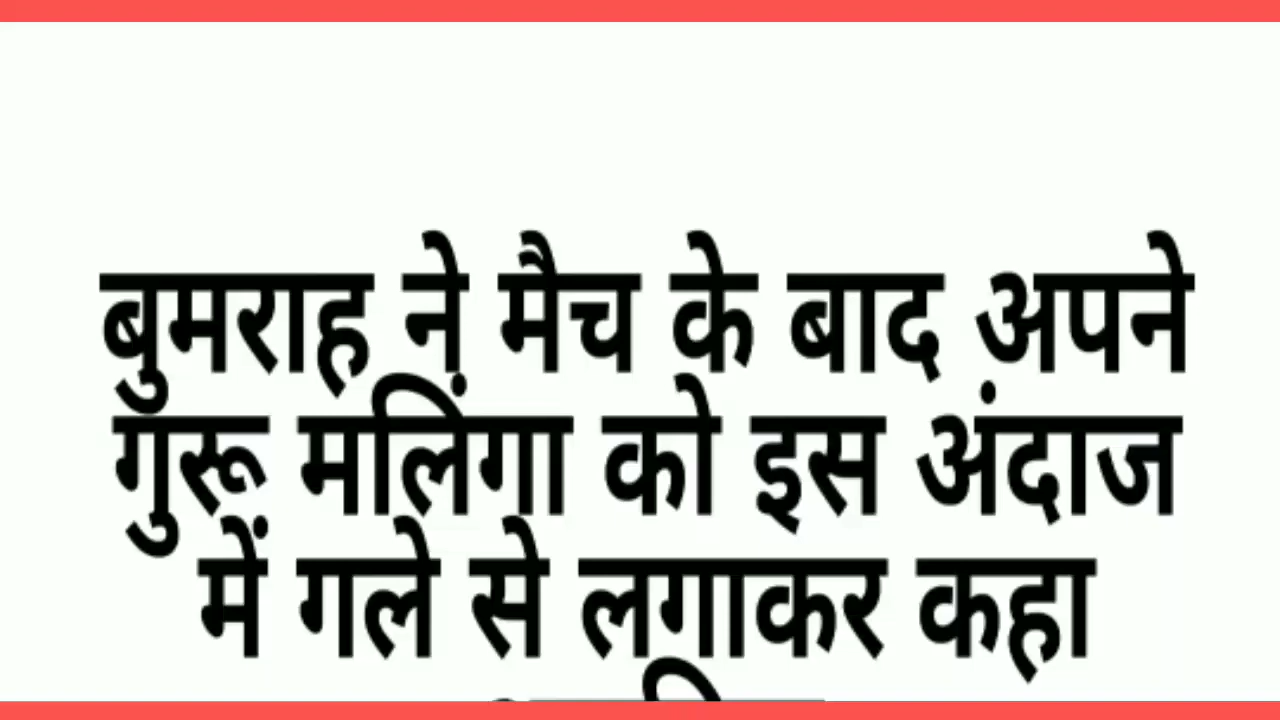 बुमराह ने मैच के बाद अपने
गुरू मलिंगा को इस अंदाज
में गले से लगाकर कहा